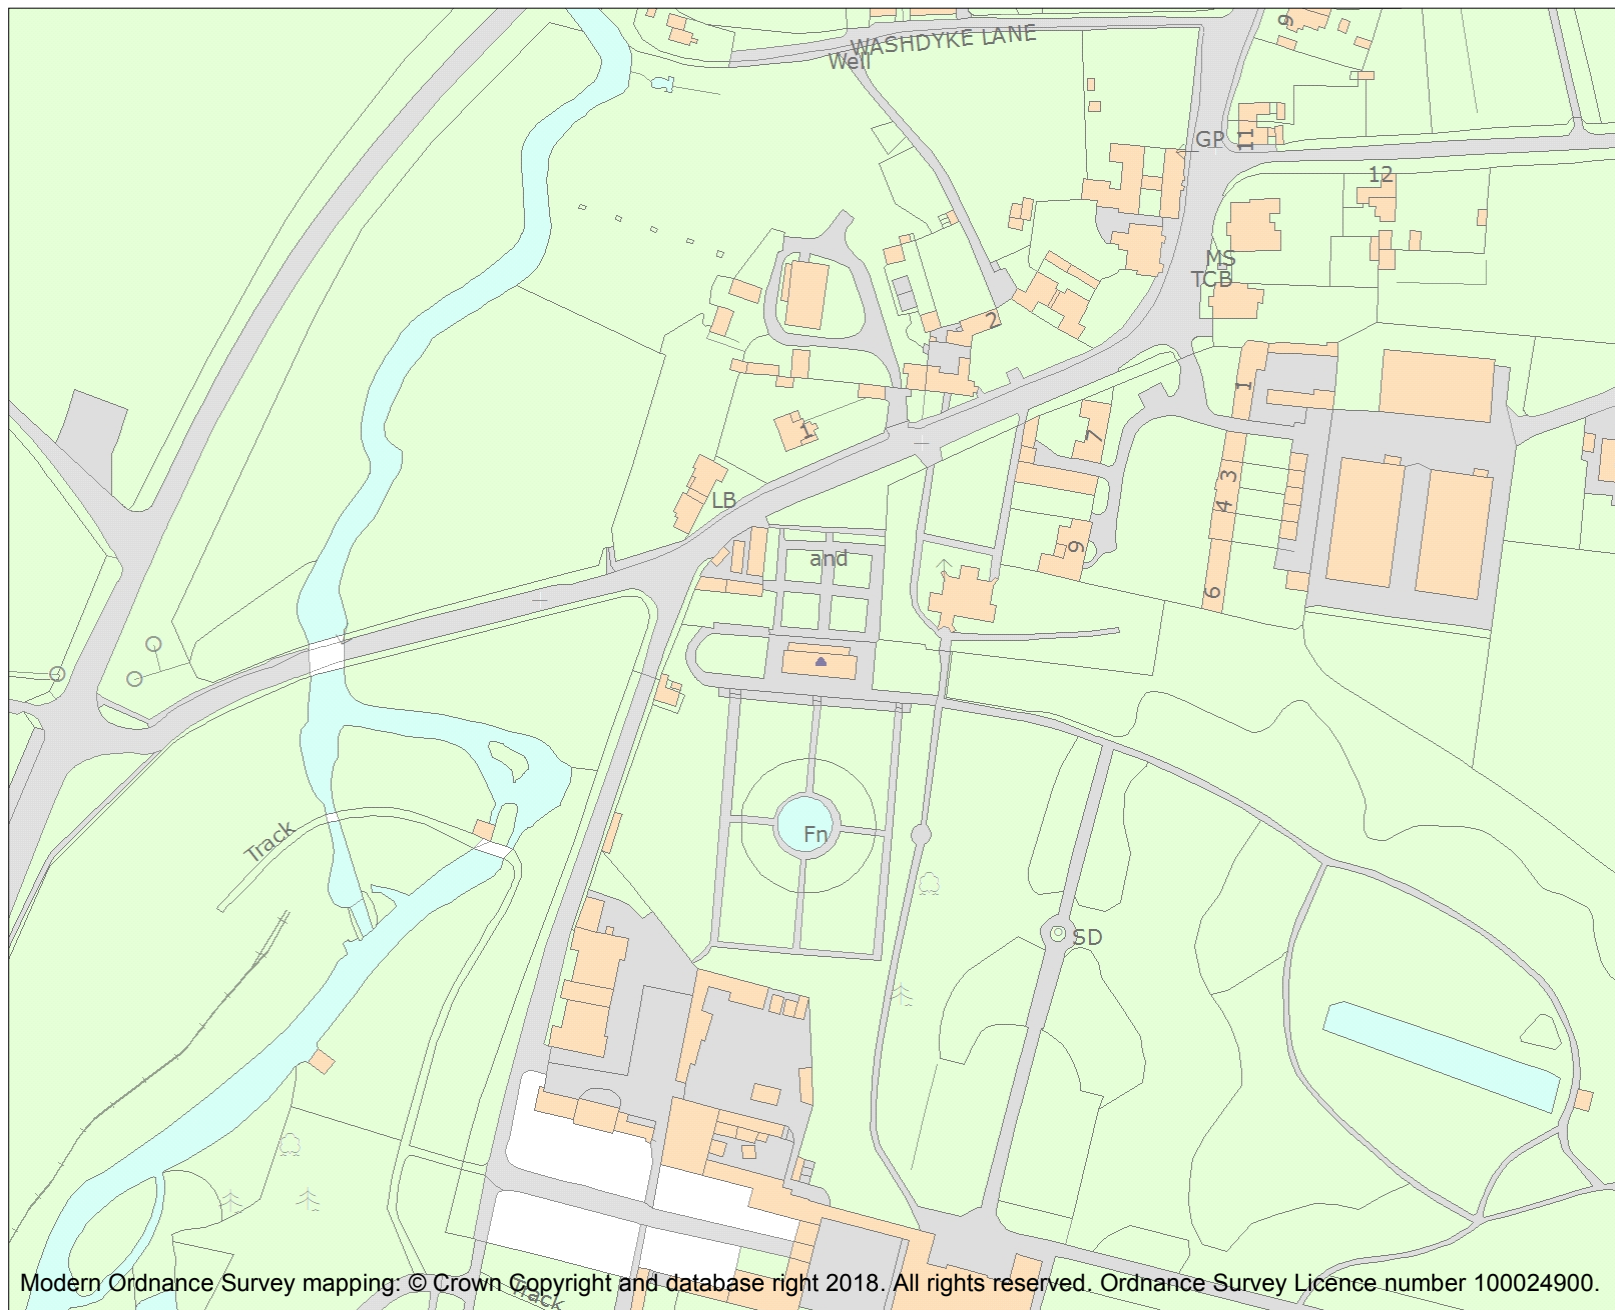 9
WASHDYKE LANE
Well
GP
11
12
MS
TCB
2
1
1
7
LB
3
4
and
9
6
Track
Fn
SD
Track
Modern Ordnance Survey mapping: © Crown Copyright and database right 2018. All rights reserved. Ordnance Survey Licence number 100024900.